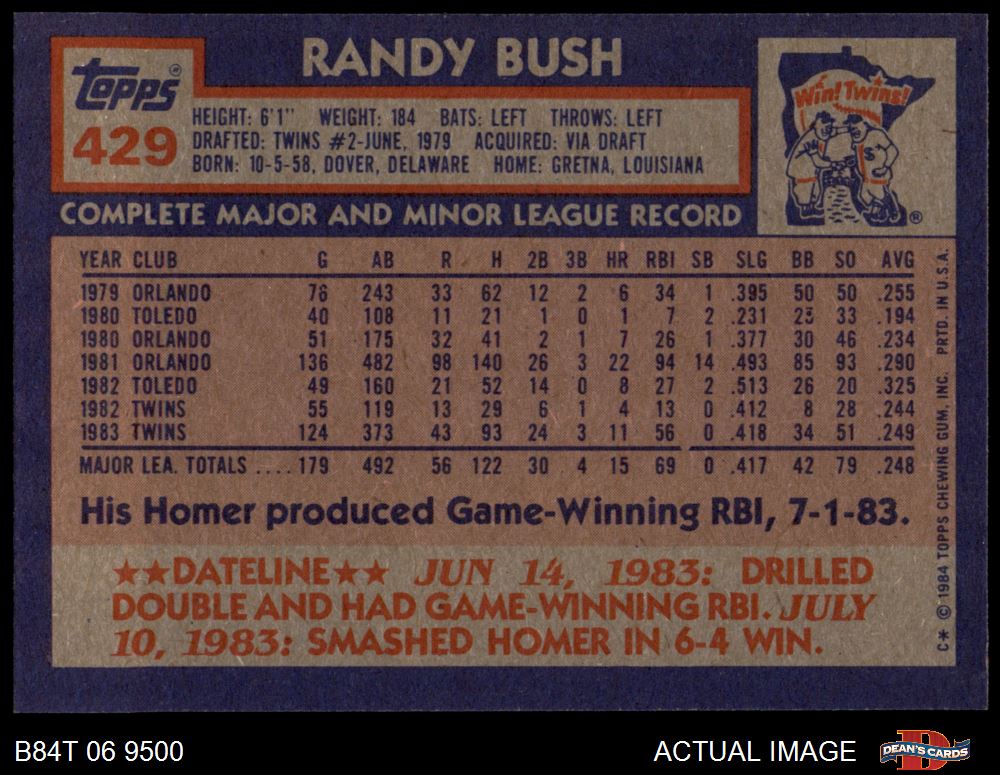 RANDY BUSH
Topps®
429
HEIGHT: 6'1" WEIGHT: 184 BATS: LEFT THROWS: LEFT
DRAFTED: TWINS #2-JUNE, 1979 ACQUIRED: VIA DRAFT
BORN: 10-5-58, DOVER, DELAWARE HOME: GRETNA, LOUISIANA
Win! Twins!
®
COMPLETE MAJOR AND MINOR LEAGUE RECORD
YEAR CLUB G AB R H 2B 3B HR RBI SB SLG BB SO AVG
1979 ORLANDO 76 243 33 62 12 2 6 34 1 .395 50 50 .255
1980 TOLEDO 40 108 11 21 1 0 1 7 2 .231 23 33 .194
1980 ORLANDO 51 175 32 41 2 1 7 26 1 .377 30 46 .234
1981 ORLANDO 136 482 98 140 26 3 22 94 14 .493 85 93 .290
1982 TOLEDO 49 160 21 52 14 0 8 27 2 .513 26 20 .325
1982 TWINS 55 119 13 29 6 1 4 13 0 .412 8 28 .244
1983 TWINS 124 373 43 93 24 3 11 56 0 .418 34 51 .249
MAJOR LEA. TOTALS .... 179 492 56 122 30 4 15 69 0 .417 42 79 .248
His Homer produced Game-Winning RBI, 7-1-83.
★★DATELINE★★ JUN 14, 1983: DRILLED
DOUBLE AND HAD GAME-WINNING RBI. JULY
10, 1983: SMASHED HOMER IN 6-4 WIN.
C* © 1984 TOPPS CHEWING GUM, INC. PRTD. IN U.S.A.
B84T 06 9500
ACTUAL IMAGE
DEAN'S CARDS